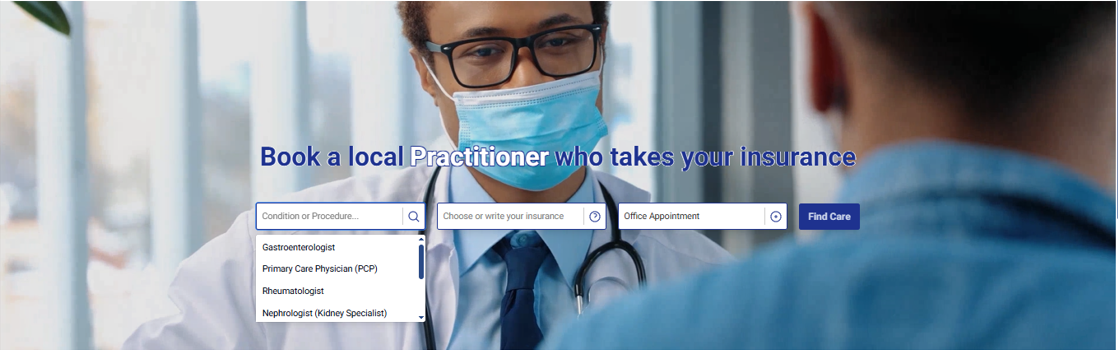 Book a local Practitioner who takes your insurance
Condition or Procedure... Choose or write your insurance Office Appointment Find Care
Gastroenterologist
Primary Care Physician (PCP)
Rheumatologist
Nephrologist (Kidney Specialist)